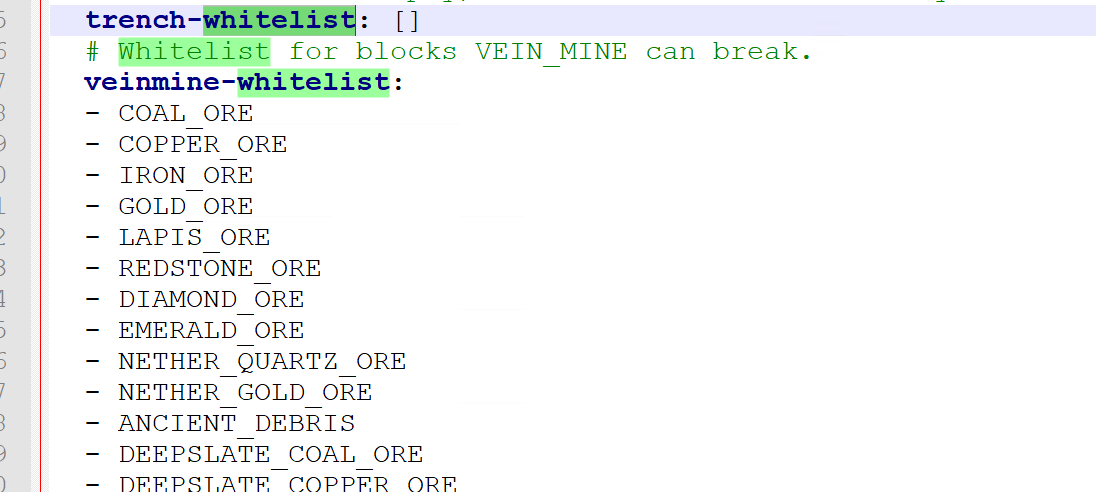 trench-whitelist: []
# Whitelist for blocks VEIN_MINE can break.
veinmine-whitelist:
- COAL_ORE
- COPPER_ORE
- IRON_ORE
- GOLD_ORE
- LAPIS_ORE
- REDSTONE_ORE
- DIAMOND_ORE
- EMERALD_ORE
- NETHER_QUARTZ_ORE
- NETHER_GOLD_ORE
- ANCIENT_DEBRIS
- DEEPSLATE_COAL_ORE
- DEEPSLATE_COPPER_ORE